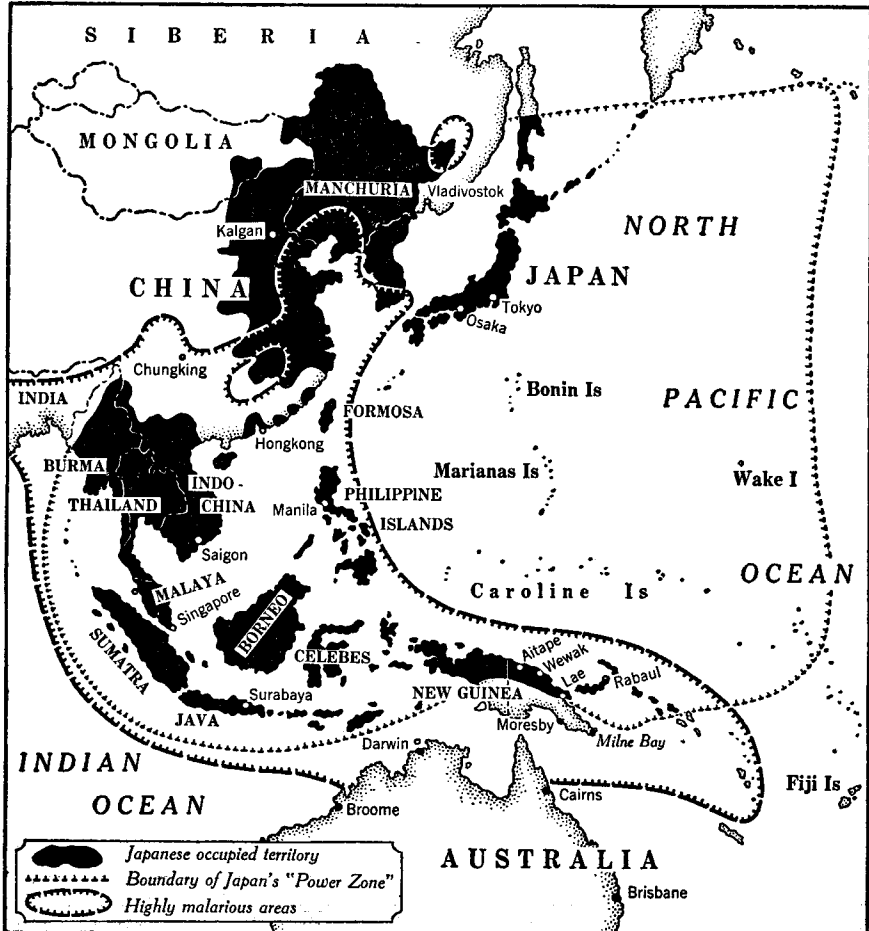 SIBERIA
MONGOLIA
MANCHURIA
Vladivostok
Kalgan
NORTH
CHINA
JAPAN
Tokyo
Osaka
Chungking
INDIA
Bonin Is
PACIFIC
FORMOSA
Hongkong
BURMA
INDO-
CHINA
THAILAND
Marianas Is
Wake I
Manila
PHILIPPINE
ISLANDS
Saigon
OCEAN
MALAYA
Singapore
Caroline Is
BORNEO
SUMATRA
CELEBES
Aitape
Wewak
Lae
Rabaul
NEW GUINEA
Surabaya
JAVA
Moresby
Milne Bay
Darwin
INDIAN
OCEAN
Broome
Cairns
Fiji Is
AUSTRALIA
Brisbane
Japanese occupied territory
Boundary of Japan's "Power Zone"
Highly malarious areas